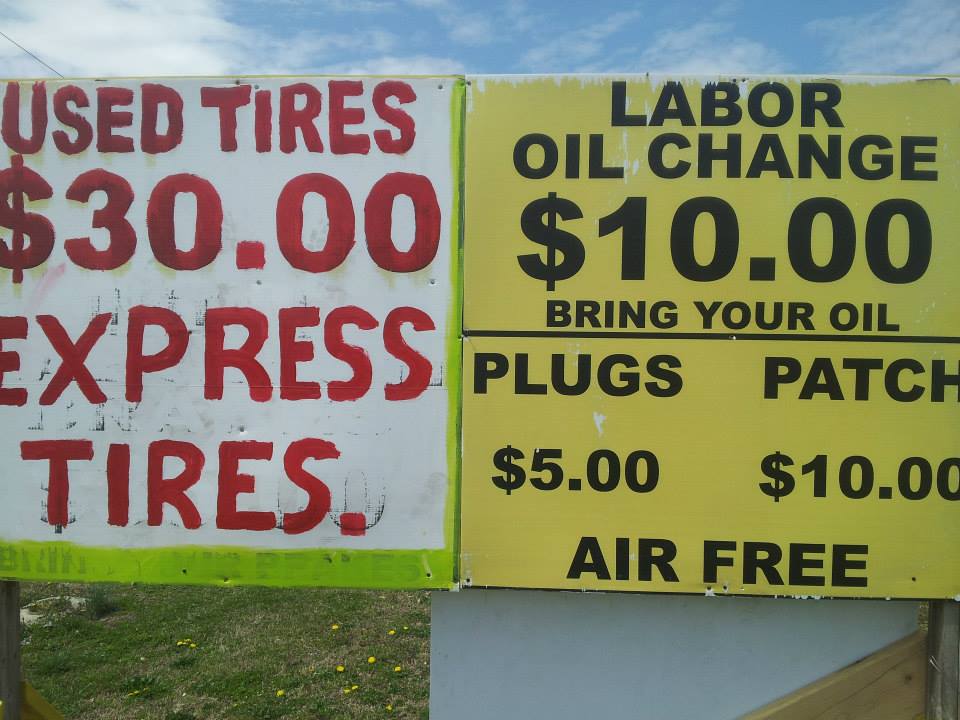 USED TIRES
$30.00
EXPRESS
TIRES.
LABOR
OIL CHANGE
$10.00
BRING YOUR OIL
PLUGS PATCH
$5.00 $10.00
AIR FREE